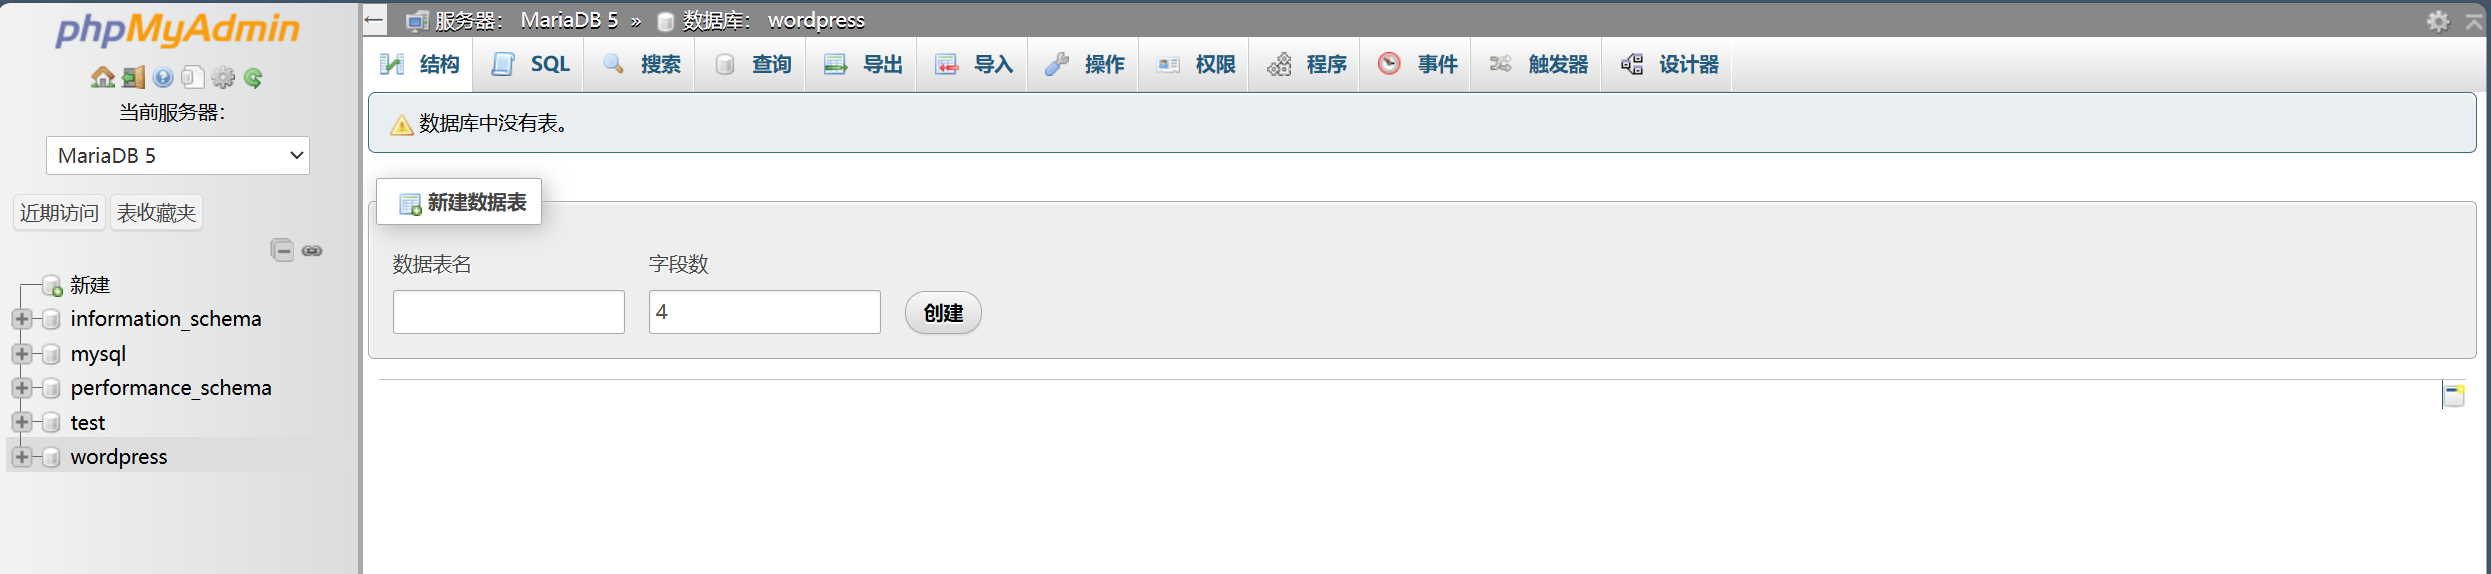 phpMyAdmin
当前服务器：
MariaDB 5
近期访问 表收藏夹
新建
information_schema
mysql
performance_schema
test
wordpress
← 服务器： MariaDB 5 » 数据库： wordpress
结构 SQL 搜索 查询 导出 导入 操作 权限 程序 事件 触发器 设计器
数据库中没有表。
新建数据表
数据表名 字段数
4 创建